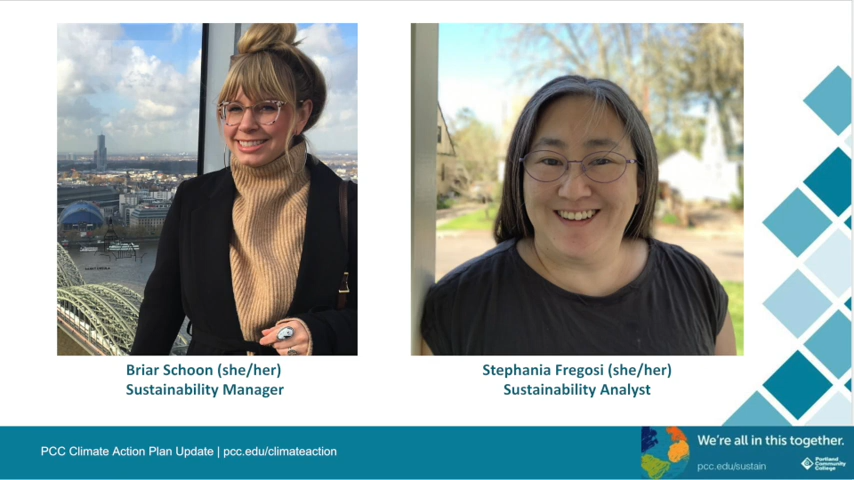 Briar Schoon (she/her)
Sustainability Manager
Stephania Fregosi (she/her)
Sustainability Analyst
PCC Climate Action Plan Update | pcc.edu/climateaction
We're all in this together.
pcc.edu/sustain
Portland
Community
College